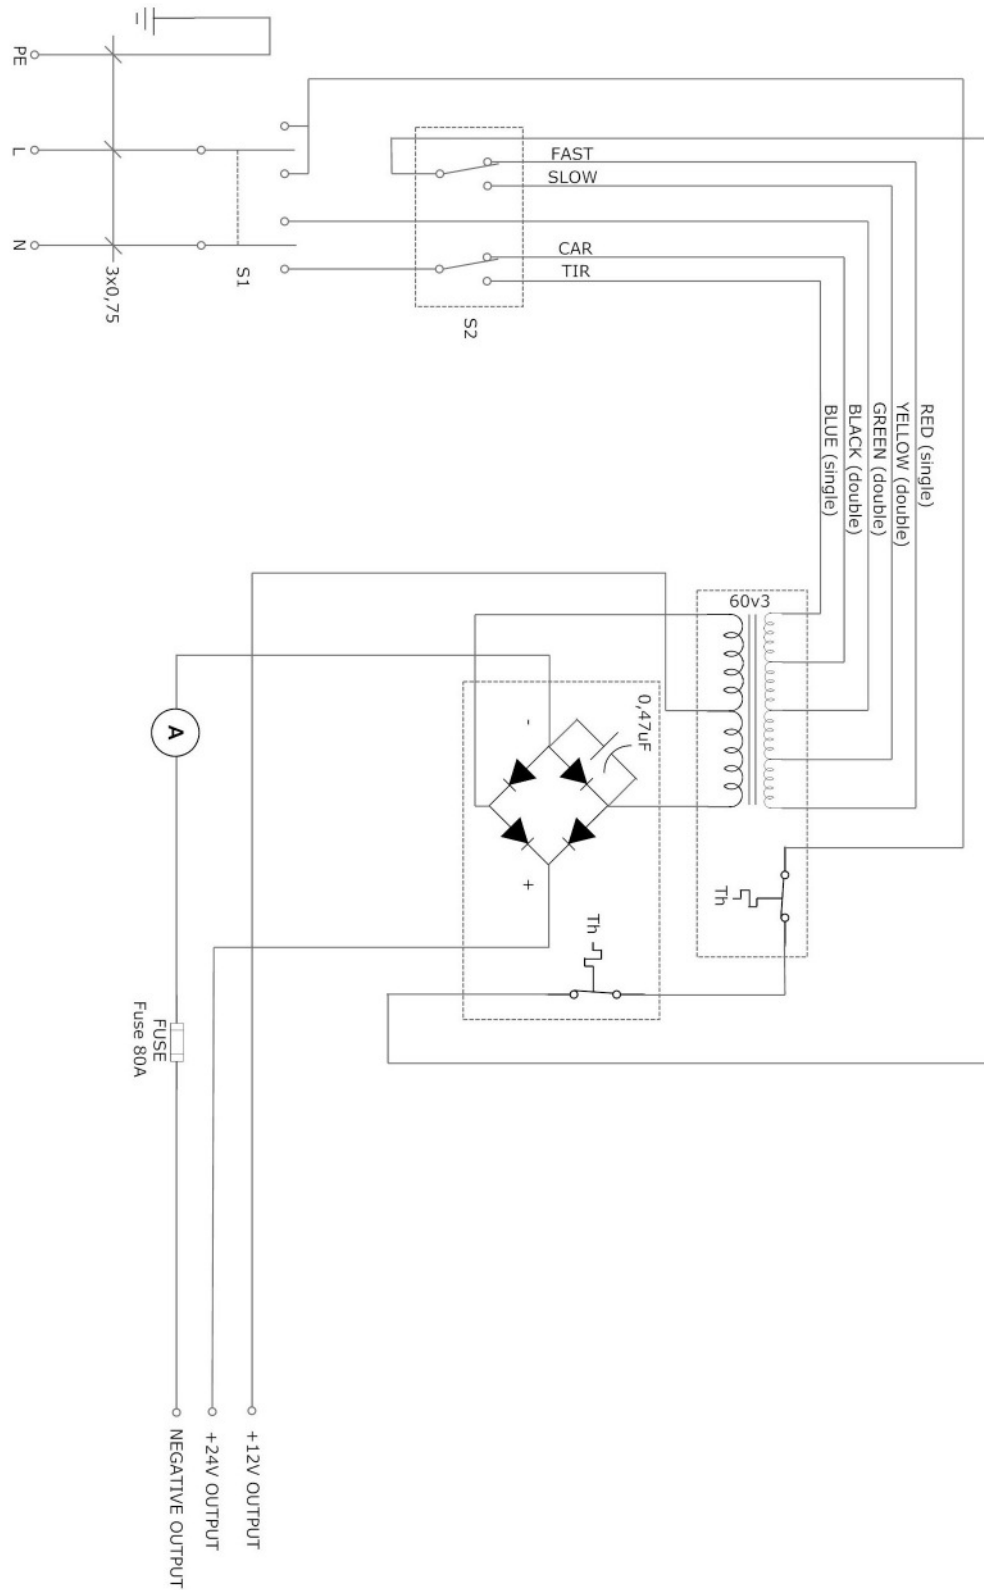 PE
L
N
3x0,75
S1
S2
FAST
SLOW
CAR
TIR
RED (single)
YELLOW (double)
GREEN (double)
BLACK (double)
BLUE (single)
60v3
0,47uF
-
+
A
Th
Th
FUSE
Fuse 80A
+12V OUTPUT
+24V OUTPUT
NEGATIVE OUTPUT